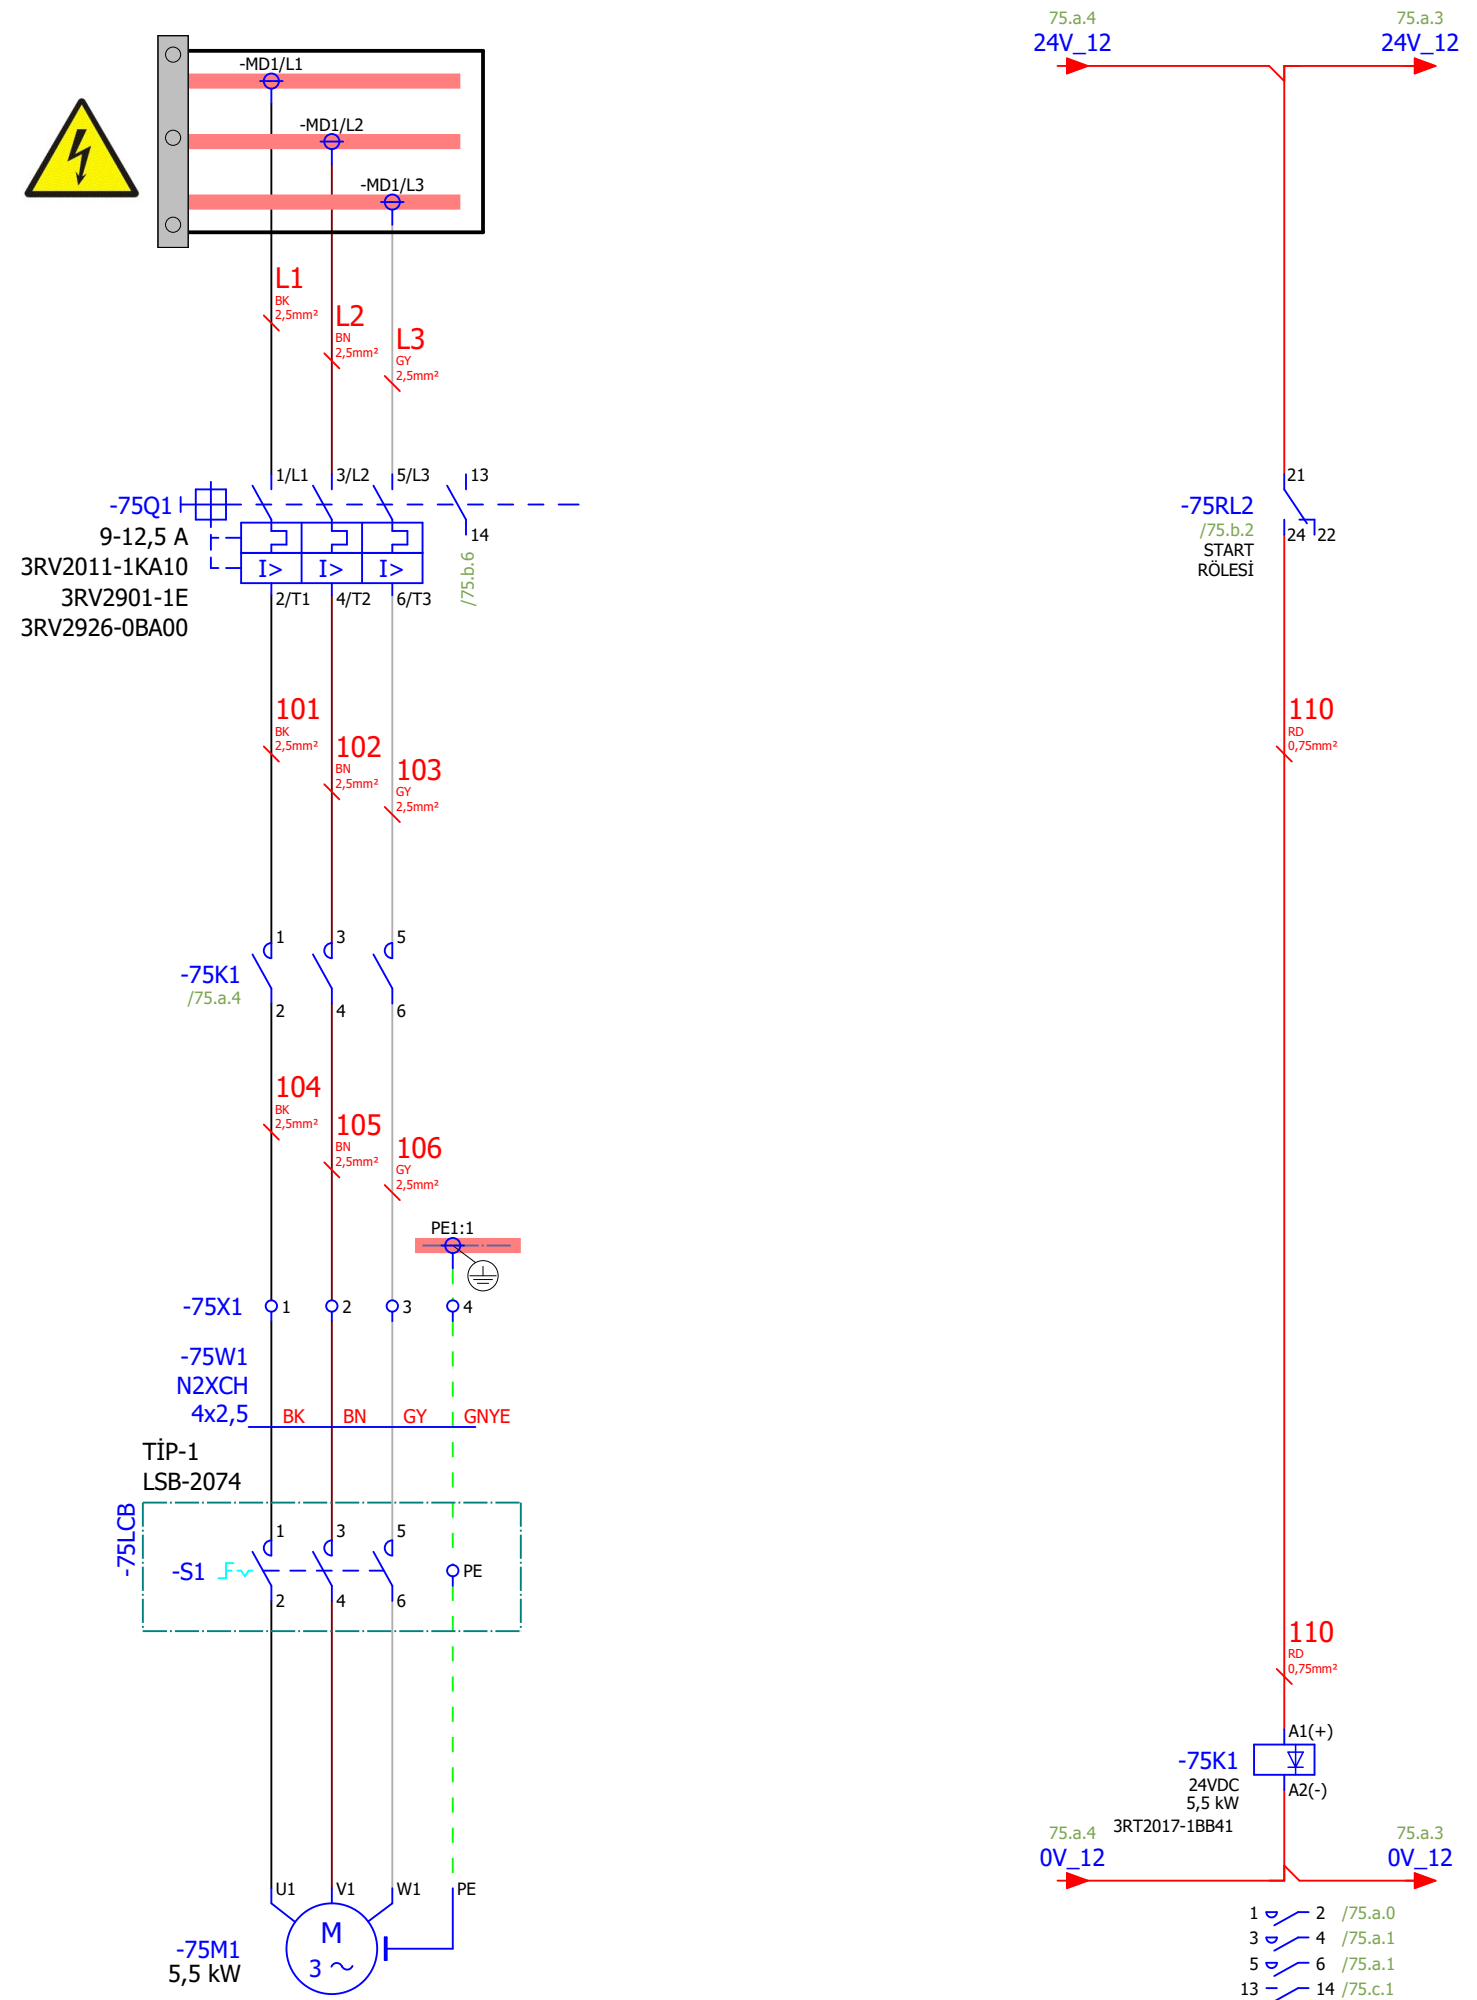 75.a.4
24V_12
75.a.3
24V_12
-MD1/L1
-MD1/L2
-MD1/L3
L1
BK
2,5mm²
L2
BN
2,5mm²
L3
GY
2,5mm²
-75Q1
9-12,5 A
3RV2011-1KA10
3RV2901-1E
3RV2926-0BA00
1/L1
3/L2
5/L3
13
14
I>
I>
I>
2/T1
4/T2
6/T3
/75.b.6
-75RL2
/75.b.2
START
RÖLESİ
21
24
22
101
BK
2,5mm²
102
BN
2,5mm²
103
GY
2,5mm²
110
RD
0,75mm²
-75K1
/75.a.4
1
3
5
2
4
6
104
BK
2,5mm²
105
BN
2,5mm²
106
GY
2,5mm²
PE1:1
-75X1
1
2
3
4
-75W1
N2XCH
4x2,5
BK
BN
GY
GNYE
TİP-1
LSB-2074
-75LCB
-S1
1
3
5
2
4
6
PE
110
RD
0,75mm²
-75K1
24VDC
5,5 kW
3RT2017-1BB41
A1(+)
A2(-)
75.a.4
0V_12
75.a.3
0V_12
U1
V1
W1
PE
M
3
-75M1
5,5 kW
1 2 /75.a.0
3 4 /75.a.1
5 6 /75.a.1
13 14 /75.c.1